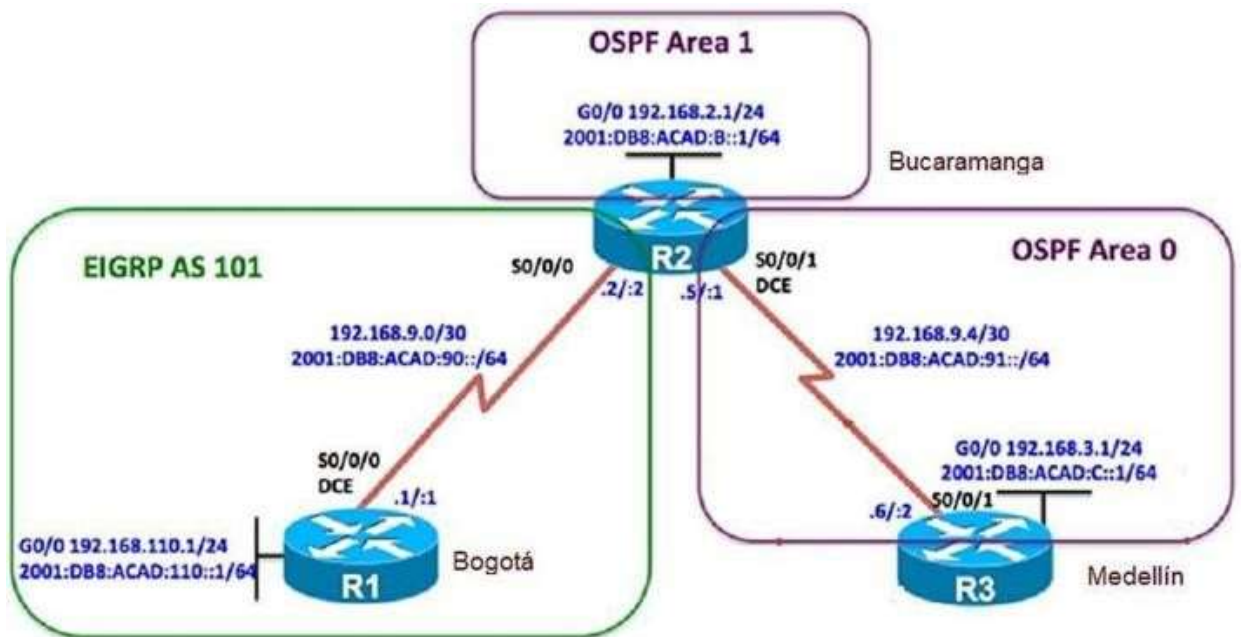 OSPF Area 1
G0/0 192.168.2.1/24
2001:DB8:ACAD:B::1/64
Bucaramanga
R2
EIGRP AS 101
OSPF Area 0
S0/0/0
.2/:2
.5/:1
S0/0/1
DCE
192.168.9.0/30
2001:DB8:ACAD:90::/64
192.168.9.4/30
2001:DB8:ACAD:91::/64
S0/0/0
DCE
.1/:1
G0/0 192.168.3.1/24
2001:DB8:ACAD:C::1/64
.6/:2
S0/0/1
G0/0 192.168.110.1/24
2001:DB8:ACAD:110::1/64
R1
Bogotá
R3
Medellín